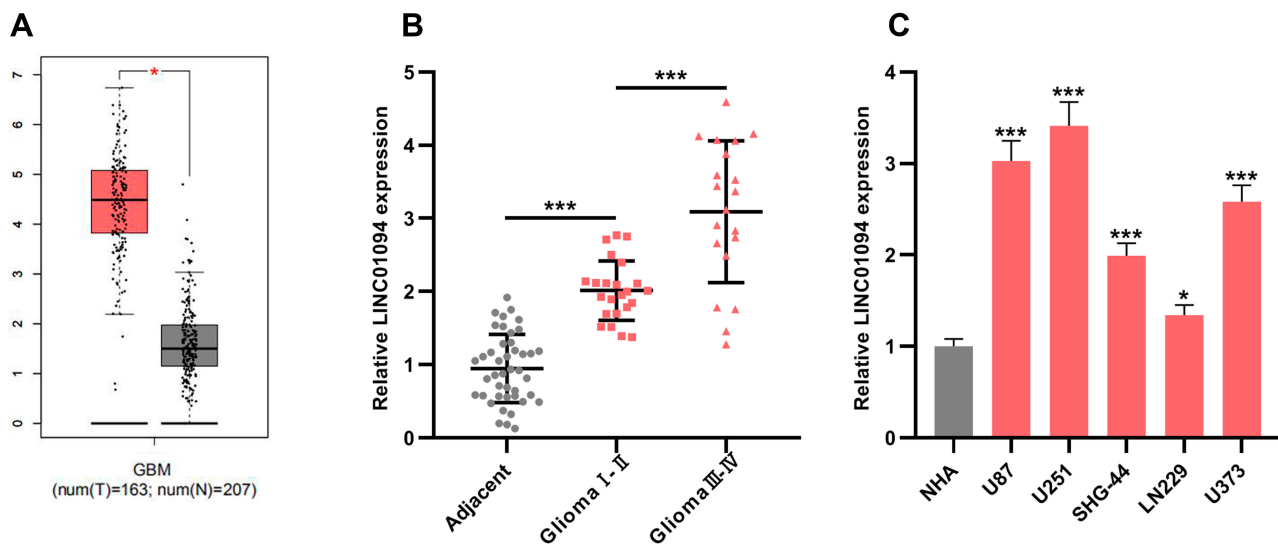 A
7
6
5
4
3
2
1
0
*
GBM
(num(T)=163; num(N)=207)
B
Relative LINC01094 expression
5
4
3
2
1
0
***
***
Adjacent
Glioma Ⅰ-Ⅱ
Glioma Ⅲ-Ⅳ
C
Relative LINC01094 expression
4
3
2
1
0
***
***
***
*
***
NHA
U87
U251
SHG-44
LN229
U373